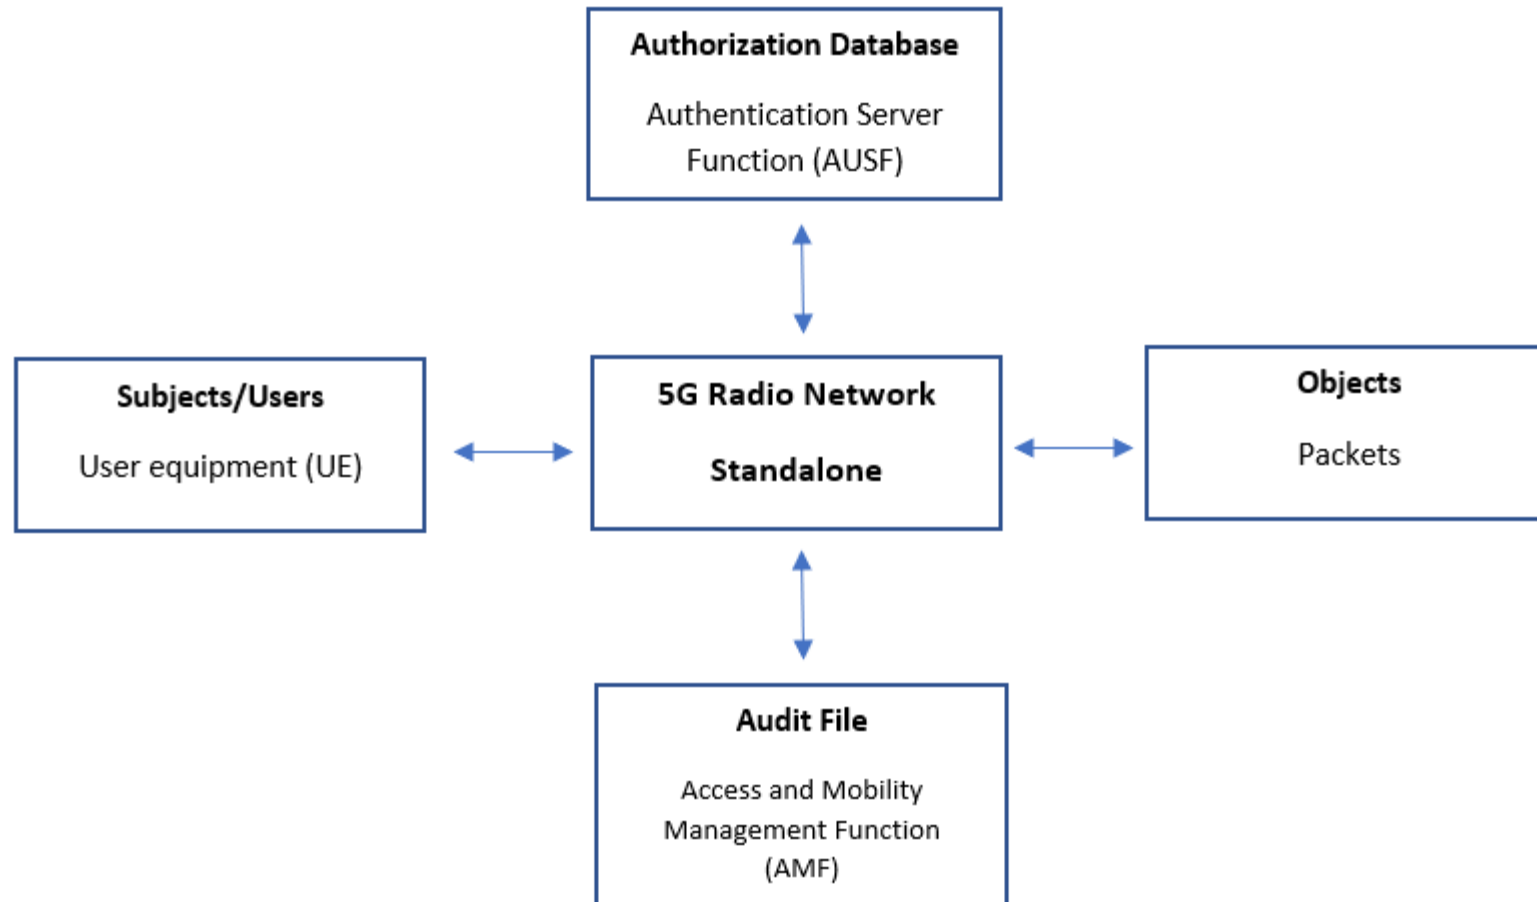 Authorization Database
Authentication Server
Function (AUSF)
Subjects/Users
User equipment (UE)
5G Radio Network
Standalone
Objects
Packets
Audit File
Access and Mobility
Management Function
(AMF)